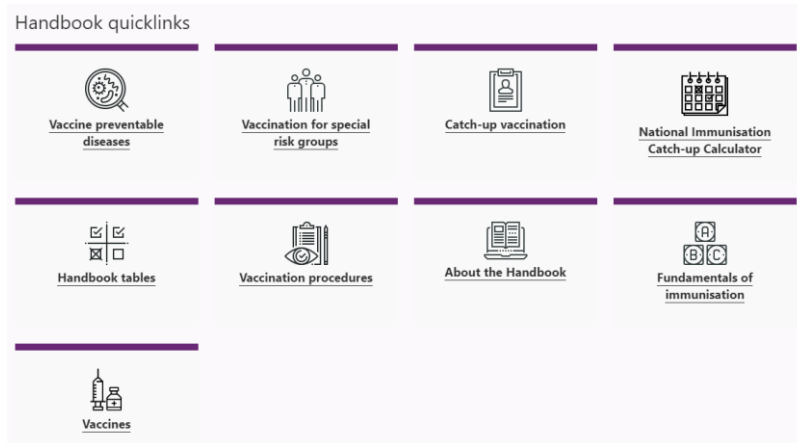 Handbook quicklinks
Vaccine preventable
diseases
Vaccination for special
risk groups
Catch-up vaccination
National Immunisation
Catch-up Calculator
Handbook tables
Vaccination procedures
About the Handbook
A
B C
Fundamentals of
immunisation
Vaccines